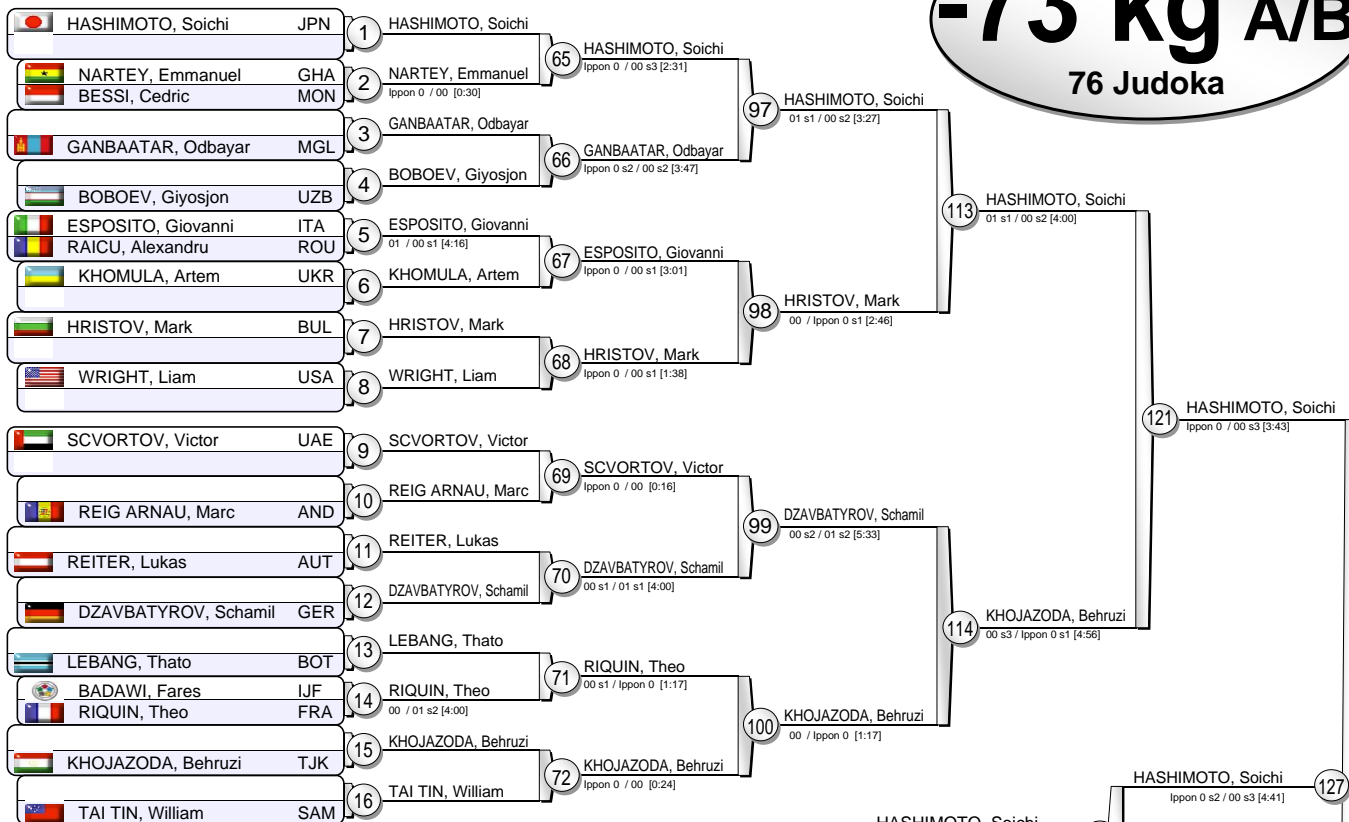 -73 kg A/B
76 Judoka
HASHIMOTO, Soichi JPN
NARTEY, Emmanuel GHA
BESSI, Cedric MON
GANBAATAR, Odbayar MGL
BOBOEV, Giyosjon UZB
ESPOSITO, Giovanni ITA
RAICU, Alexandru ROU
KHOMULA, Artem UKR
HRISTOV, Mark BUL
WRIGHT, Liam USA
SCVORTOV, Victor UAE
REIG ARNAU, Marc AND
REITER, Lukas AUT
DZAVBATYROV, Schamil GER
LEBANG, Thato BOT
BADAWI, Fares IJF
RIQUIN, Theo FRA
KHOJAZODA, Behruzi TJK
TAI TIN, William SAM
1 HASHIMOTO, Soichi
2 NARTEY, Emmanuel
Ippon 0 / 00 [0:30]
3 GANBAATAR, Odbayar
4 BOBOEV, Giyosjon
5 ESPOSITO, Giovanni
01 / 00 s1 [4:16]
6 KHOMULA, Artem
7 HRISTOV, Mark
8 WRIGHT, Liam
9 SCVORTOV, Victor
10 REIG ARNAU, Marc
11 REITER, Lukas
12 DZAVBATYROV, Schamil
13 LEBANG, Thato
14 RIQUIN, Theo
00 / 01 s2 [4:00]
15 KHOJAZODA, Behruzi
16 TAI TIN, William
65 HASHIMOTO, Soichi
Ippon 0 / 00 s3 [2:31]
66 GANBAATAR, Odbayar
Ippon 0 s2 / 00 s2 [3:47]
67 ESPOSITO, Giovanni
Ippon 0 / 00 s1 [3:01]
68 HRISTOV, Mark
Ippon 0 / 00 s1 [1:38]
69 SCVORTOV, Victor
Ippon 0 / 00 [0:16]
70 DZAVBATYROV, Schamil
00 s1 / 01 s1 [4:00]
71 RIQUIN, Theo
00 s1 / Ippon 0 [1:17]
72 KHOJAZODA, Behruzi
Ippon 0 / 00 [0:24]
97 HASHIMOTO, Soichi
01 s1 / 00 s2 [3:27]
98 HRISTOV, Mark
00 / Ippon 0 s1 [2:46]
99 DZAVBATYROV, Schamil
00 s2 / 01 s2 [5:33]
100 KHOJAZODA, Behruzi
00 / Ippon 0 [1:17]
113 HASHIMOTO, Soichi
01 s1 / 00 s2 [4:00]
114 KHOJAZODA, Behruzi
00 s3 / Ippon 0 s1 [4:56]
121 HASHIMOTO, Soichi
Ippon 0 / 00 s3 [3:43]
HASHIMOTO, Soichi 127
Ippon 0 s2 / 00 s3 [4:41]
HASHIMOTO, Soichi